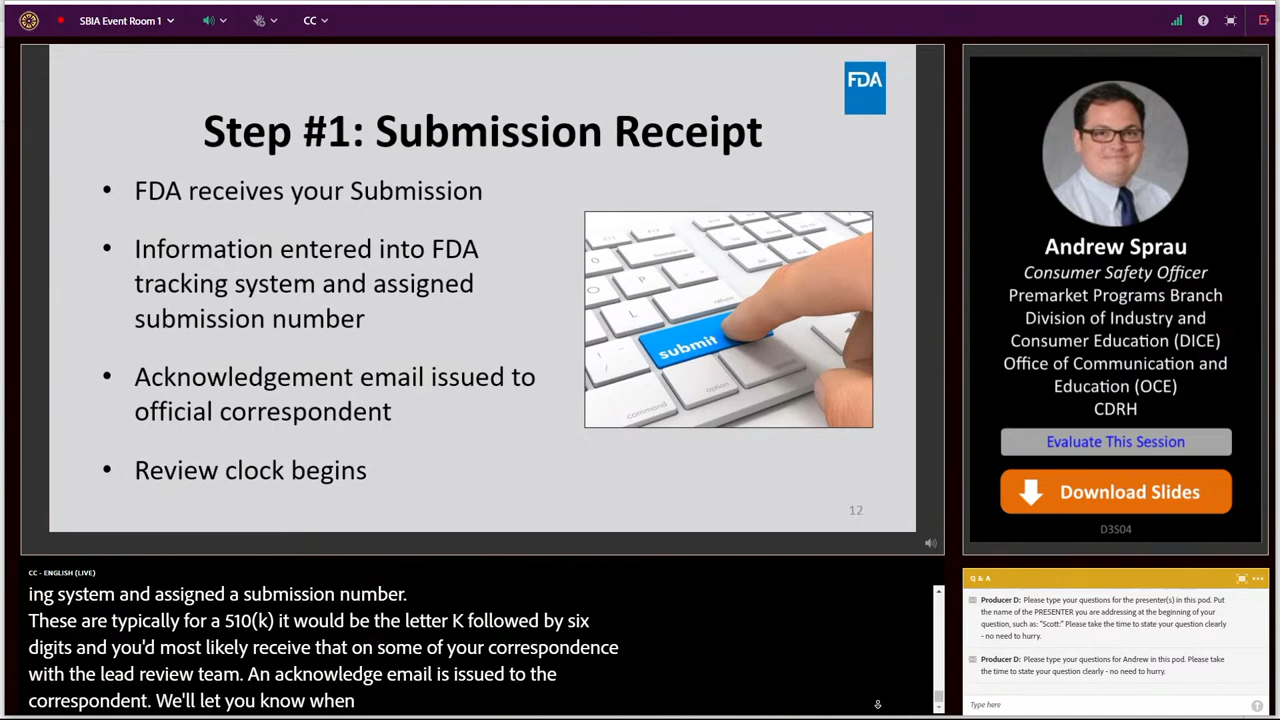 SBIA Event Room 1
CC
FDA
Step #1: Submission Receipt
• FDA receives your Submission
• Information entered into FDA
tracking system and assigned
submission number
• Acknowledgement email issued to
official correspondent
• Review clock begins
submit
option
command
12
Andrew Sprau
Consumer Safety Officer
Premarket Programs Branch
Division of Industry and
Consumer Education (DICE)
Office of Communication and
Education (OCE)
CDRH
Evaluate This Session
Download Slides
D3S04
CC - ENGLISH (LIVE)
ing system and assigned a submission number.
These are typically for a 510(k) it would be the letter K followed by six
digits and you'd most likely receive that on some of your correspondence
with the lead review team. An acknowledge email is issued to the
correspondent. We'll let you know when
Q & A
Producer D: Please type your questions for the presenter(s) in this pod. Put
the name of the PRESENTER you are addressing at the beginning of your
question, such as: "Scott:" Please take the time to state your question clearly
- no need to hurry.
Producer D: Please type your questions for Andrew in this pod. Please take
the time to state your question clearly - no need to hurry.
Type here